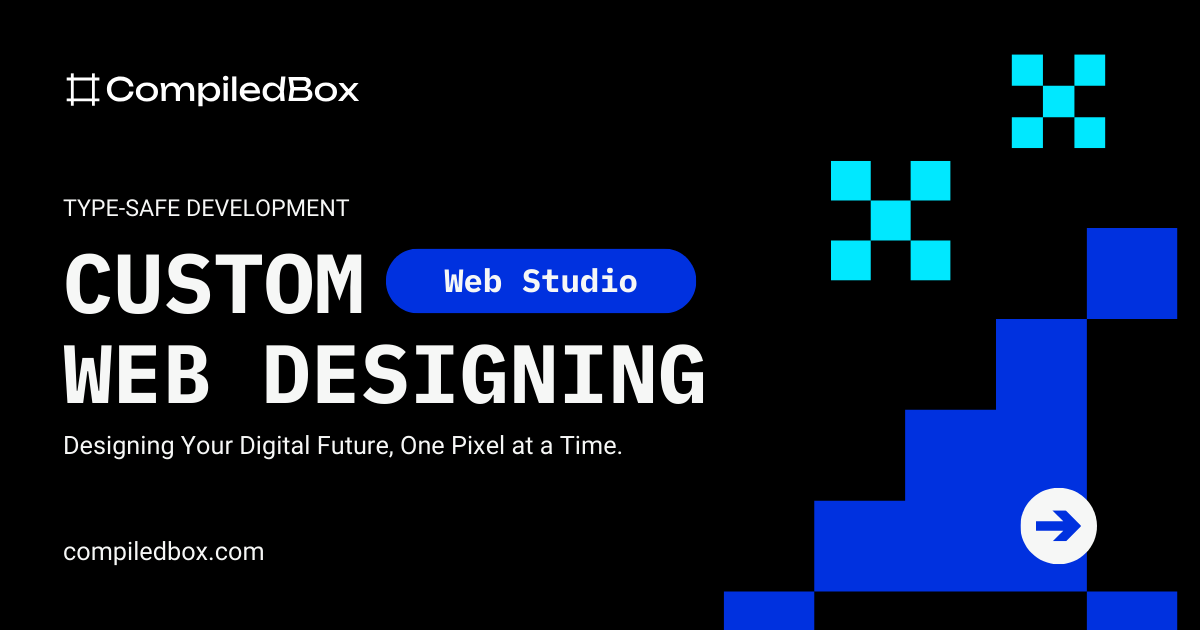 CompiledBox
TYPE-SAFE DEVELOPMENT
CUSTOM Web Studio
WEB DESIGNING
Designing Your Digital Future, One Pixel at a Time.
compiledbox.com